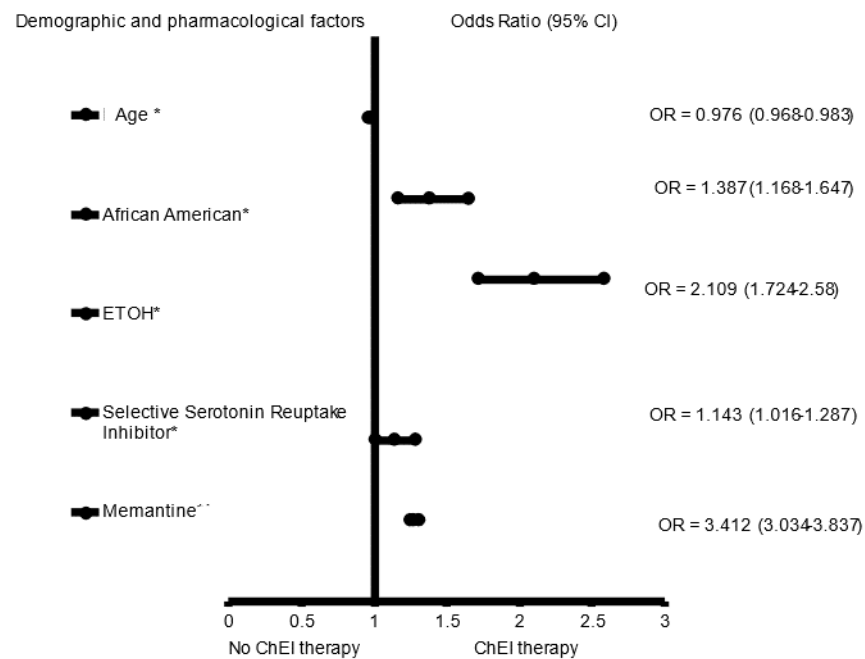 Demographic and pharmacological factors Odds Ratio (95% CI)
Age * OR = 0.976 (0.968-0.983)
African American* OR = 1.387 (1.168-1.647)
ETOH* OR = 2.109 (1.724-2.58)
Selective Serotonin Reuptake OR = 1.143 (1.016-1.287)
Inhibitor*
Memantine OR = 3.412 (3.034-3.837)
0 0.5 1 1.5 2 2.5 3
No ChEI therapy ChEI therapy